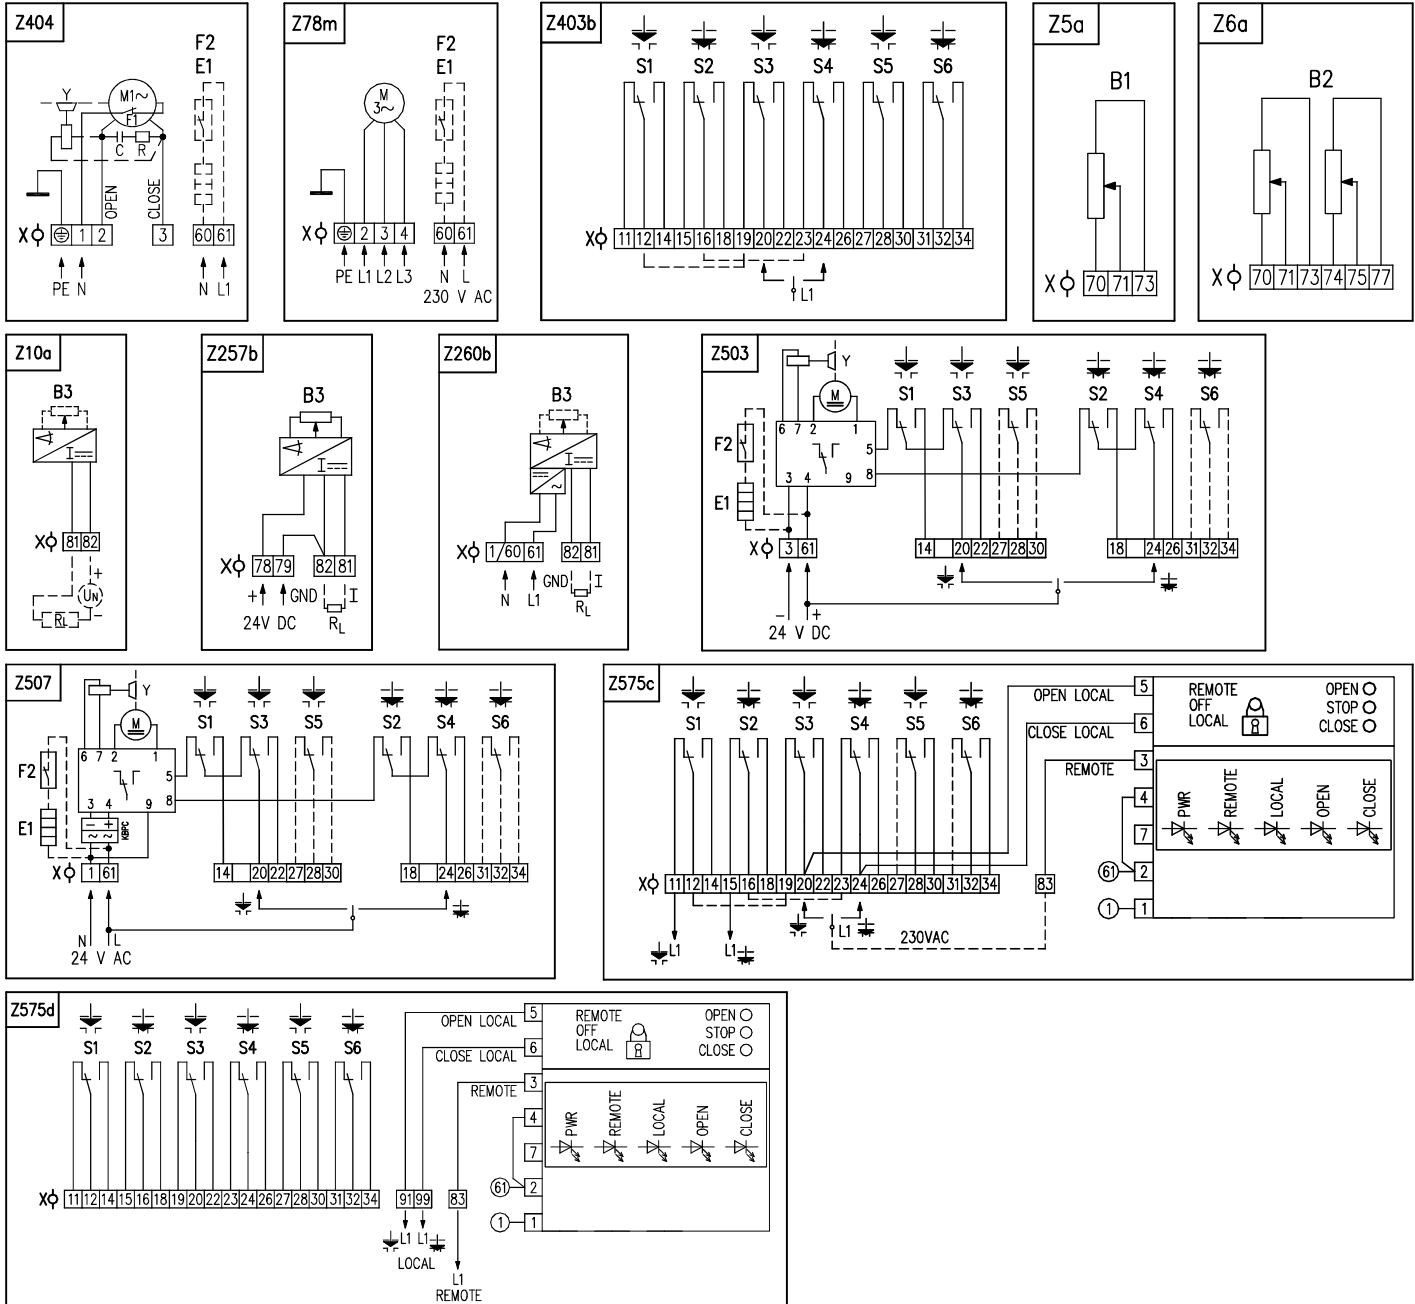 Z404
F2
E1
Y
M1~
F1
C R
OPEN
CLOSE
X 1 2 3 60 61
PE N N L1
Z78m
F2
E1
M
3~
X 2 3 4 60 61
PE L1 L2 L3 N L
230 V AC
Z403b
S1 S2 S3 S4 S5 S6
X 11 12 14 15 16 18 19 20 22 23 24 26 27 28 30 31 32 34
L1
Z5a
B1
X 70 71 73
Z6a
B2
X 70 71 73 74 75 77
Z10a
B3
I
X 81 82
+
UN
RL −
Z257b
B3
I
X 78 79 82 81
+ GND I
24V DC RL
Z260b
B3
I
~
X 1/60 61 82 81
GND I
N L1 RL
Z503
Y
M
S1 S3 S5 S2 S4 S6
6 7 2 1
F2 5
3 4 9 8
E1
X 3 61 14 20 22 27 28 30 18 24 26 31 32 34
− +
24 V DC
Z507
Y
M
S1 S3 S5 S2 S4 S6
6 7 2 1
F2 5
3 4 9 8
E1 − + KBPC
~ ~
X 1 61 14 20 22 27 28 30 18 24 26 31 32 34
N L
24 V AC
Z575c
S1 S2 S3 S4 S5 S6
X 11 12 14 15 16 18 19 20 22 23 24 26 27 28 30 31 32 34 83
L1 L1 L1
230VAC
OPEN LOCAL 5
CLOSE LOCAL 6
REMOTE 3
4
7
61 2
1 1
REMOTE OPEN
OFF STOP
LOCAL CLOSE
PWR
REMOTE
LOCAL
OPEN
CLOSE
Z575d
S1 S2 S3 S4 S5 S6
X 11 12 14 15 16 18 19 20 22 23 24 26 27 28 30 31 32 34 91 99 83
L1 L1
LOCAL
L1
REMOTE
OPEN LOCAL 5
CLOSE LOCAL 6
REMOTE 3
4
7
61 2
1 1
REMOTE OPEN
OFF STOP
LOCAL CLOSE
PWR
REMOTE
LOCAL
OPEN
CLOSE